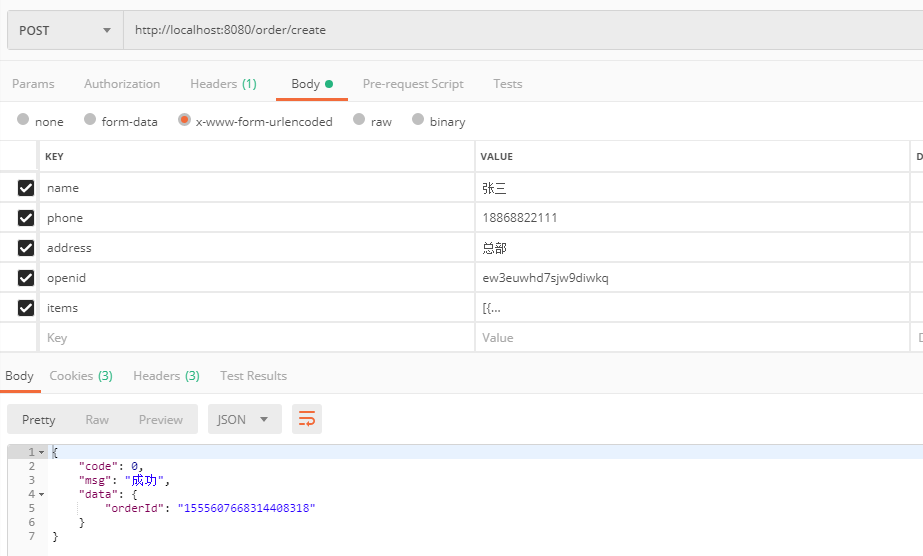 POST http://localhost:8080/order/create
Params Authorization Headers (1) Body Pre-request Script Tests
none form-data x-www-form-urlencoded raw binary
KEY VALUE D
name 张三
phone 18868822111
address 总部
openid ew3euwhd7sjw9diwkq
items [{...
Key Value D
Body Cookies (3) Headers (3) Test Results
Pretty Raw Preview JSON
1 {
2 "code": 0,
3 "msg": "成功",
4 "data": {
5 "orderId": "1555607668314408318"
6 }
7 }